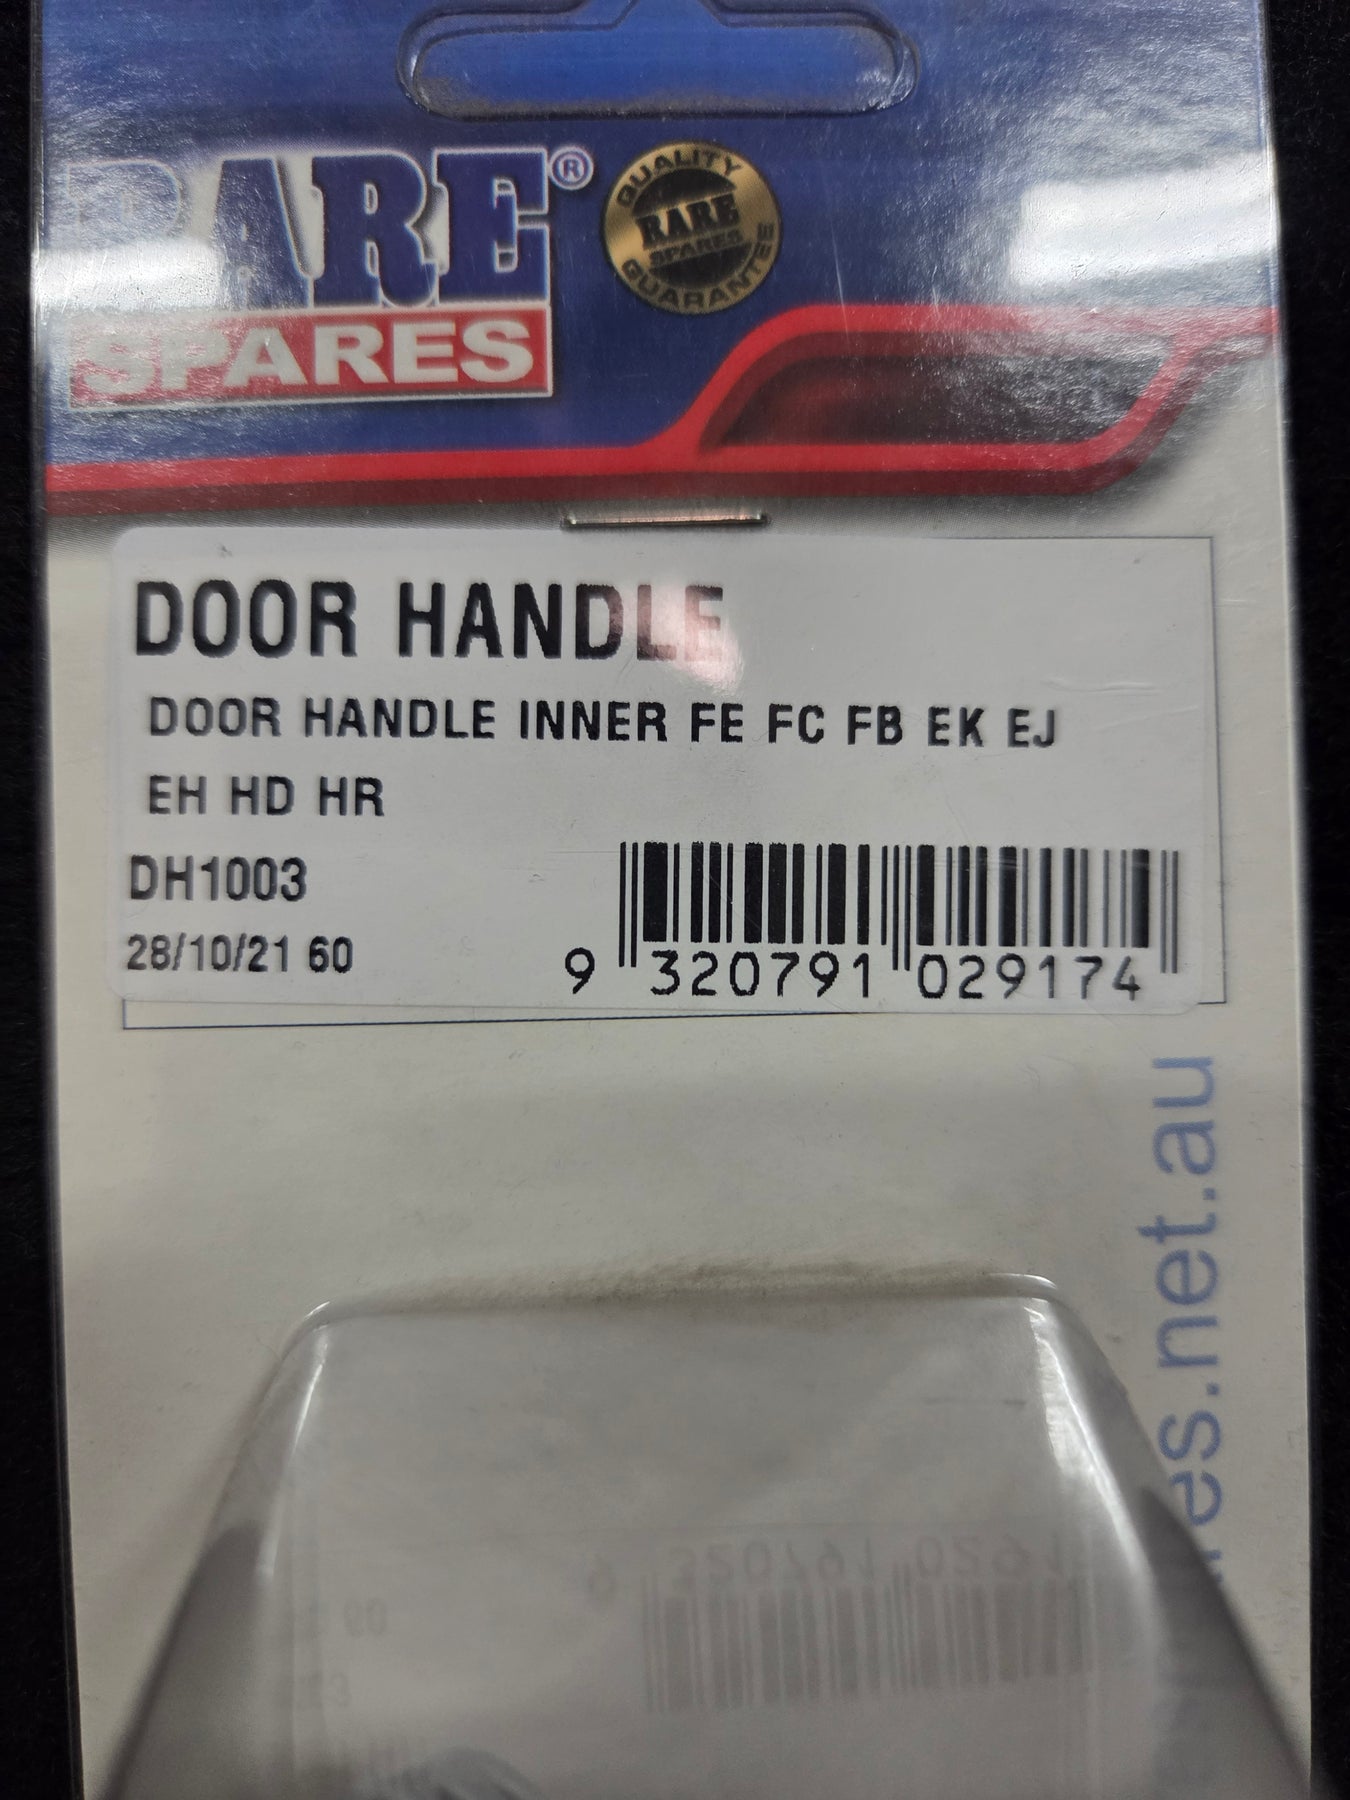 RARE®
SPARES
QUALITY
RARE
SPARES
GUARANTEE
DOOR HANDLE
DOOR HANDLE INNER FE FC FB EK EJ
EH HD HR
DH1003
28/10/21 60
9 320791 029174
es.net.au